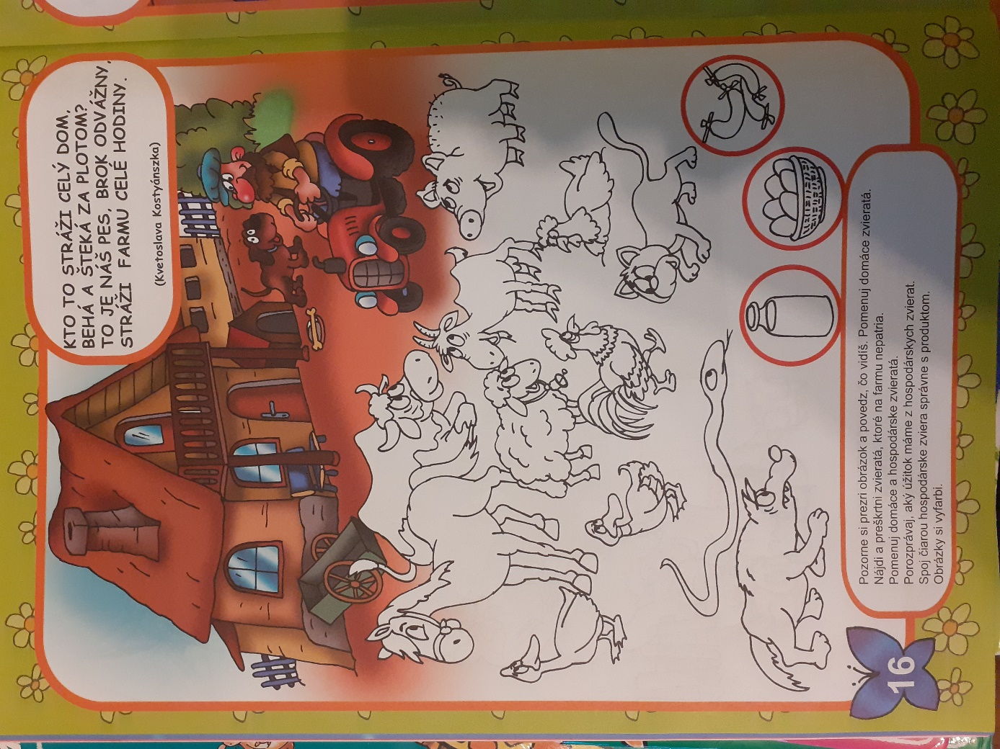 KTO TO STRÁŽI CELÝ DOM,
BEHÁ A ŠTEKÁ ZA PLOTOM?
TO JE NÁŠ PES, BROK ODVÁŽNY,
STRÁŽI FARMU CELÉ HODINY.
(Kvetoslava Kostyánszka)
Pozorne si prezri obrázok a povedz, čo vidíš. Pomenuj domáce zvieratá.
Nájdi a preškrtni zvieratá, ktoré na farmu nepatria.
Pomenuj domáce a hospodárske zvieratá.
Porozprávaj, aký úžitok máme z hospodárskych zvierat.
Spoj čiarou hospodárske zviera správne s produktom.
Obrázky si vyfarbi.
16